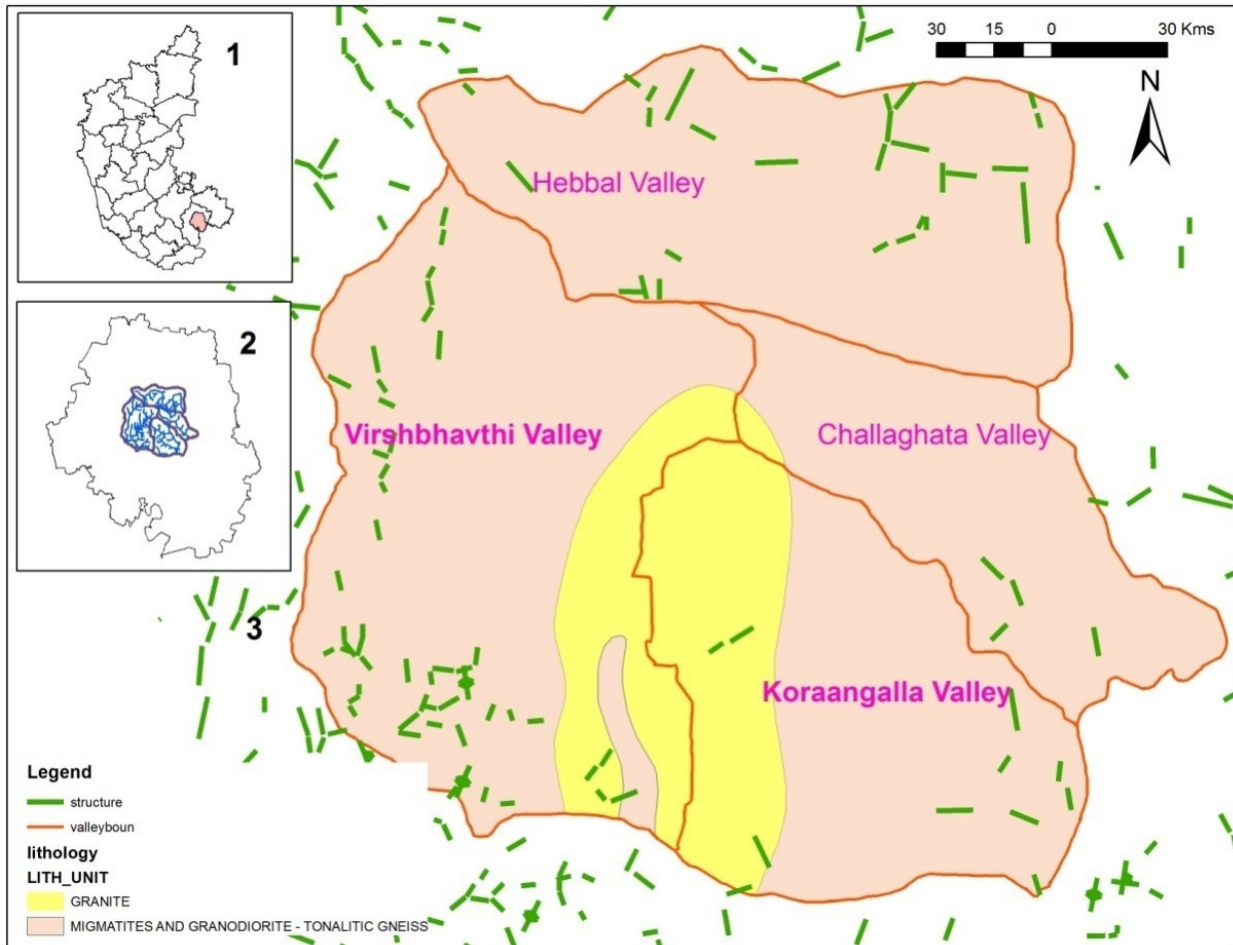 1
30 15 0 30 Kms
N
Hebbal Valley
2
Virshbhavthi Valley
Challaghata Valley
3
Koraangalla Valley
Legend
structure
valleyboun
lithology
LITH_UNIT
GRANITE
MIGMATITES AND GRANODIORITE - TONALITIC GNEISS